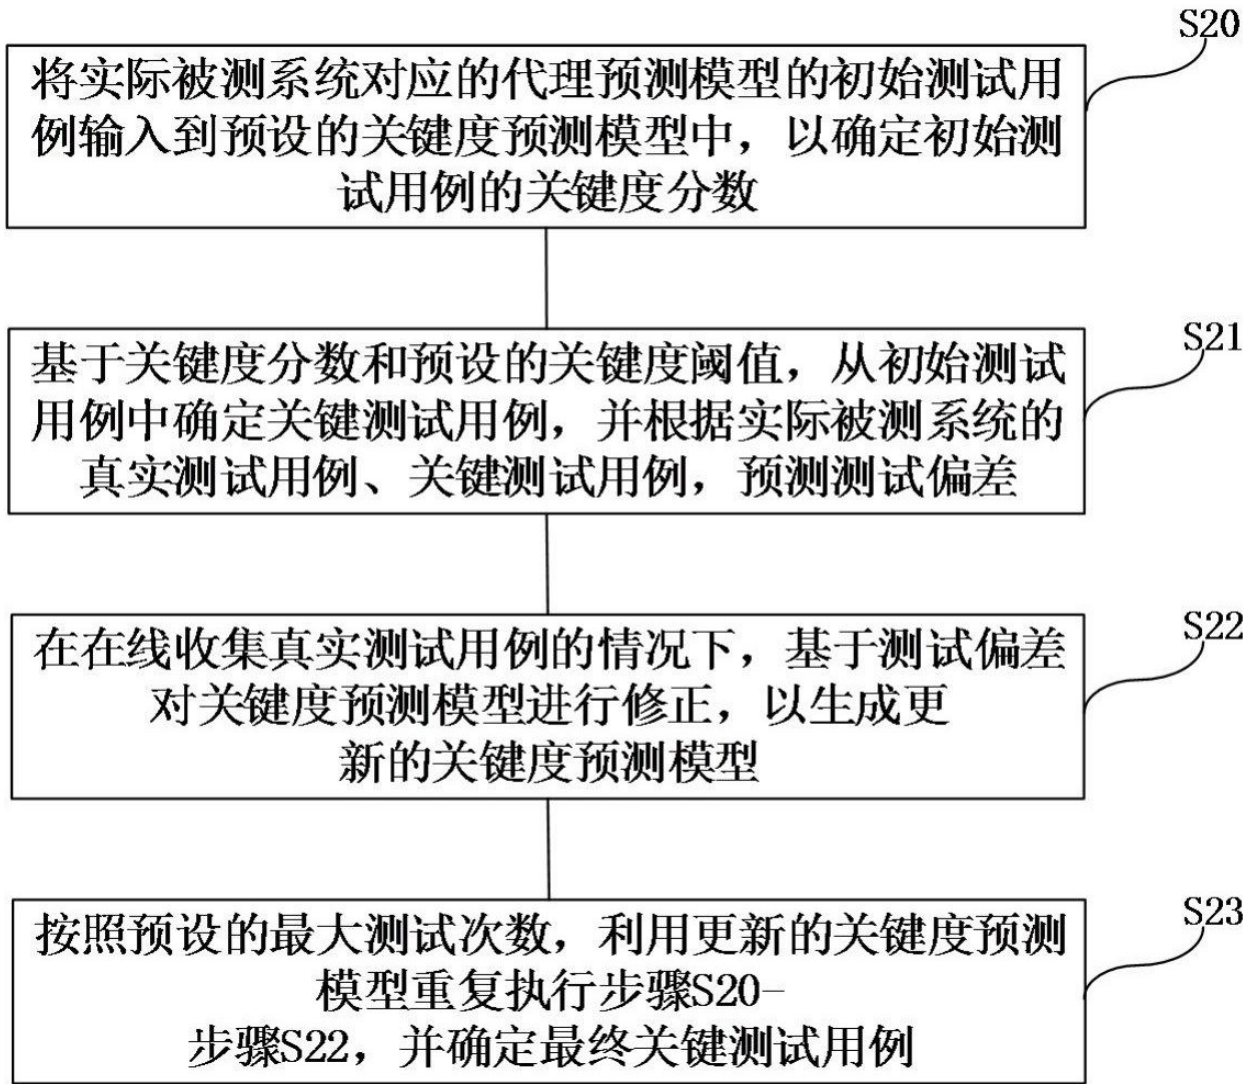 S20
将实际被测系统对应的代理预测模型的初始测试用
例输入到预设的关键度预测模型中，以确定初始测
试用例的关键度分数
S21
基于关键度分数和预设的关键度阈值，从初始测试
用例中确定关键测试用例，并根据实际被测系统的
真实测试用例、关键测试用例，预测测试偏差
S22
在在线收集真实测试用例的情况下，基于测试偏差
对关键度预测模型进行修正，以生成更
新的关键度预测模型
S23
按照预设的最大测试次数，利用更新的关键度预测
模型重复执行步骤S20-
步骤S22，并确定最终关键测试用例